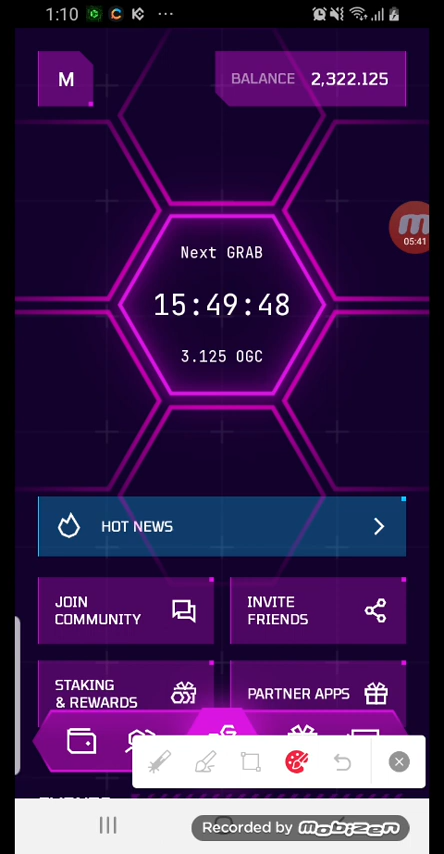 1:10
M
BALANCE 2,322.125
05:41
Next GRAB
15:49:48
3.125 OGC
HOT NEWS
JOIN
COMMUNITY
INVITE
FRIENDS
STAKING
& REWARDS
PARTNER APPS
Recorded by mobizen